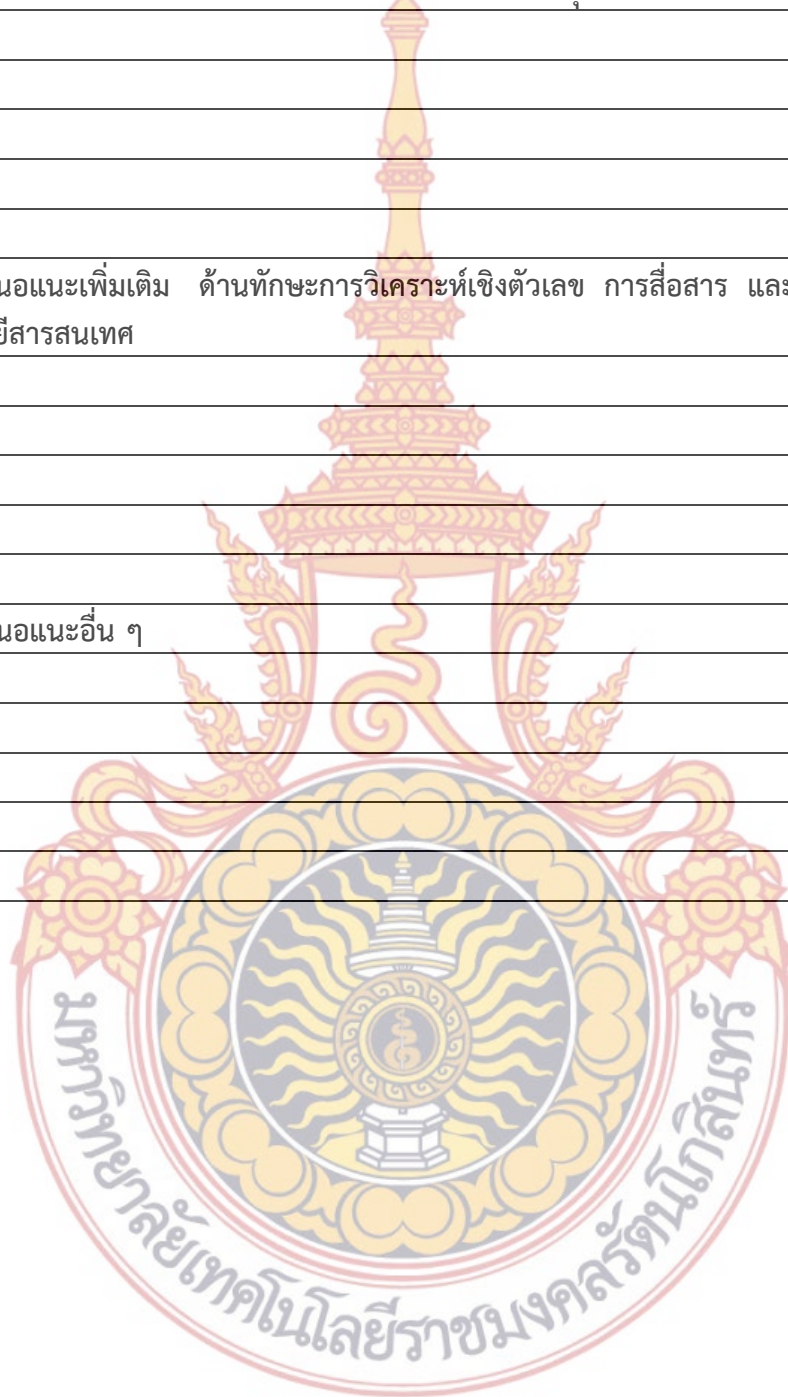 นอแนะเพิ่มเติม ด้านทักษะการวิเคราะห์เชิงตัวเลข การสื่อสาร และ
ยีสารสนเทศ
นอแนะอื่น ๆ
มหาวิทยาลัยเทคโนโลยีราชมงคลรัตนโกสินทร์